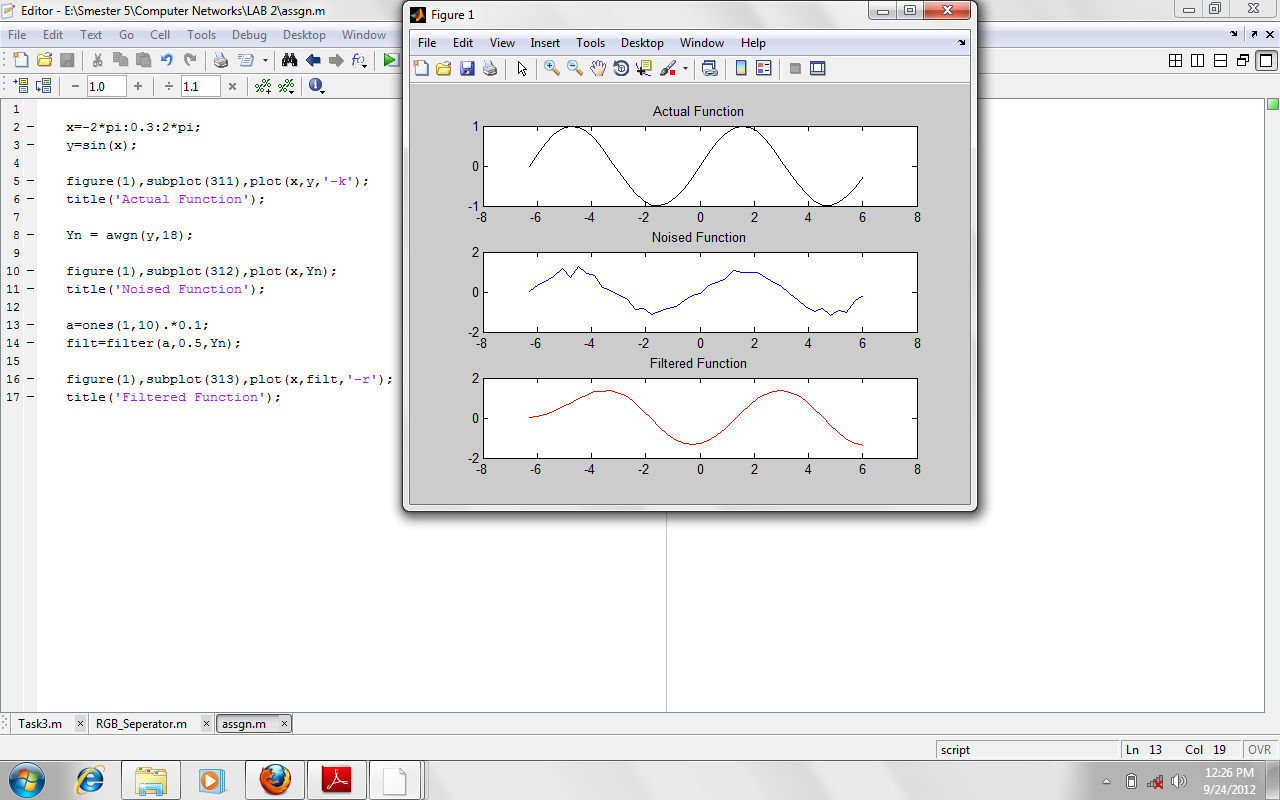 Editor - E:\Smester 5\Computer Networks\LAB 2\assgn.m
File Edit Text Go Cell Tools Debug Desktop Window
1.0
1.1
1
2 x=-2*pi:0.3:2*pi;
3 y=sin(x);
4
5 figure(1),subplot(311),plot(x,y,'-k');
6 title('Actual Function');
7
8 Yn = awgn(y,18);
9
10 figure(1),subplot(312),plot(x,Yn);
11 title('Noised Function');
12
13 a=ones(1,10).*0.1;
14 filt=filter(a,0.5,Yn);
15
16 figure(1),subplot(313),plot(x,filt,'-r');
17 title('Filtered Function');
Figure 1
File Edit View Insert Tools Desktop Window Help
Actual Function
1
0
-1
-8 -6 -4 -2 0 2 4 6 8
Noised Function
2
0
-2
-8 -6 -4 -2 0 2 4 6 8
Filtered Function
2
0
-2
-8 -6 -4 -2 0 2 4 6 8
Task3.m RGB_Seperator.m assgn.m
script Ln 13 Col 19 OVR
12:26 PM
9/24/2012